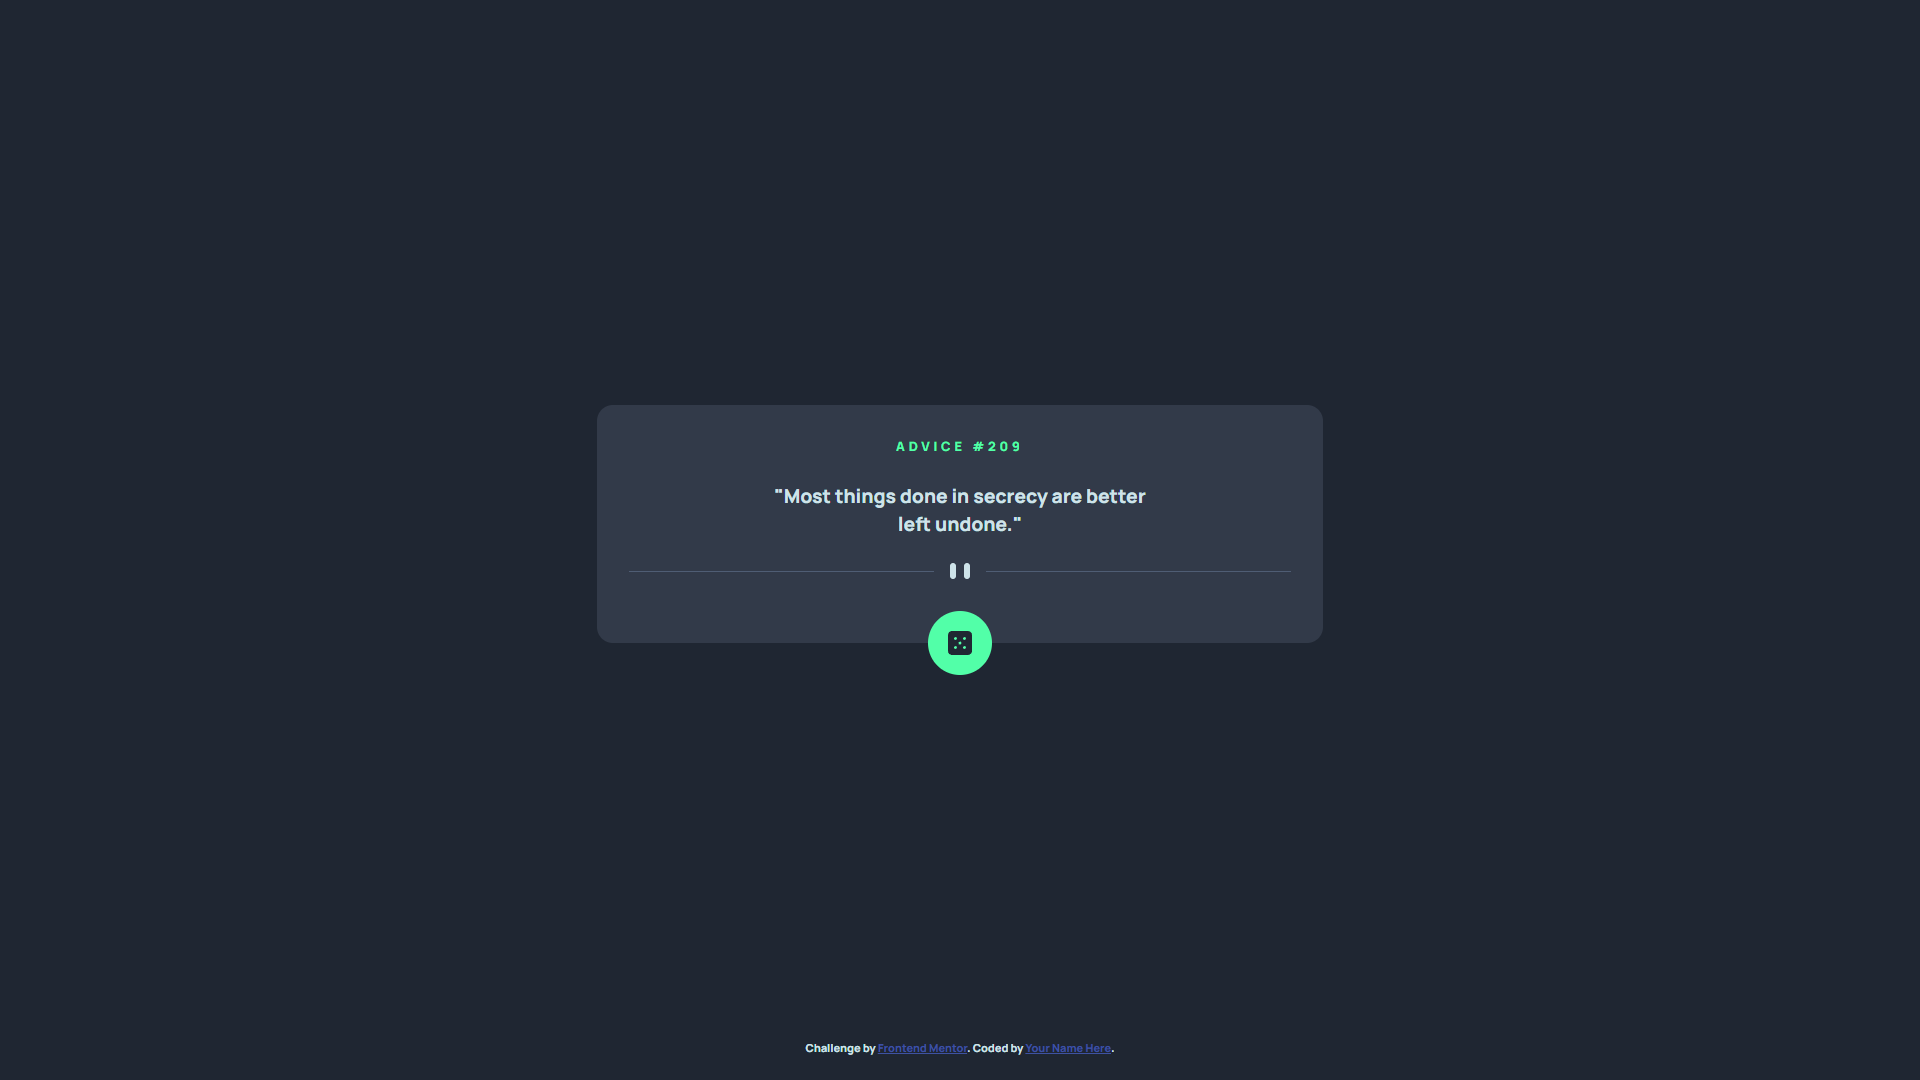 ADVICE #209
"Most things done in secrecy are better
left undone."
Challenge by Frontend Mentor. Coded by Your Name Here.